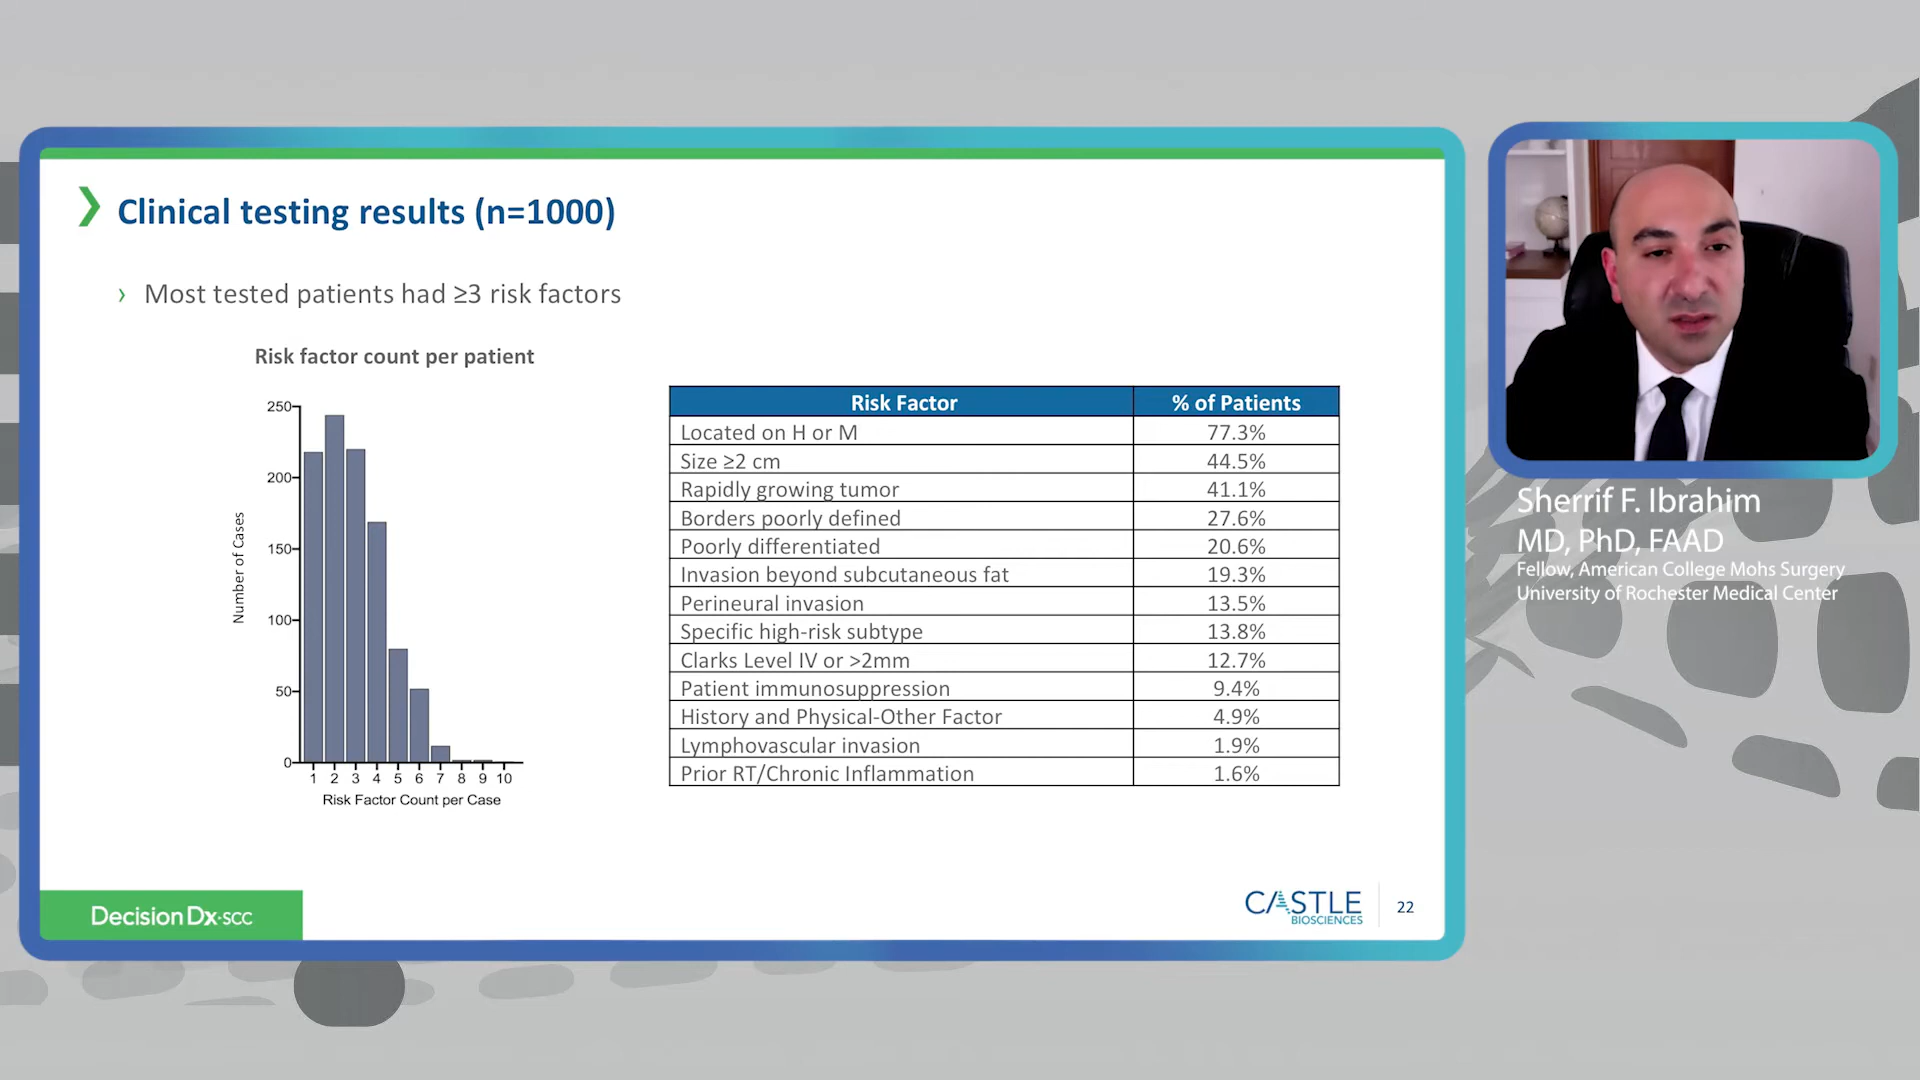 Clinical testing results (n=1000)
› Most tested patients had ≥3 risk factors
Risk factor count per patient
Number of Cases
250
200
150
100
50
0
1 2 3 4 5 6 7 8 9 10
Risk Factor Count per Case
Risk Factor % of Patients
Located on H or M 77.3%
Size ≥2 cm 44.5%
Rapidly growing tumor 41.1%
Borders poorly defined 27.6%
Poorly differentiated 20.6%
Invasion beyond subcutaneous fat 19.3%
Perineural invasion 13.5%
Specific high-risk subtype 13.8%
Clarks Level IV or >2mm 12.7%
Patient immunosuppression 9.4%
History and Physical-Other Factor 4.9%
Lymphovascular invasion 1.9%
Prior RT/Chronic Inflammation 1.6%
DecisionDx·SCC
CASTLE
BIOSCIENCES
22
Sherrif F. Ibrahim
MD, PhD, FAAD
Fellow, American College Mohs Surgery
University of Rochester Medical Center